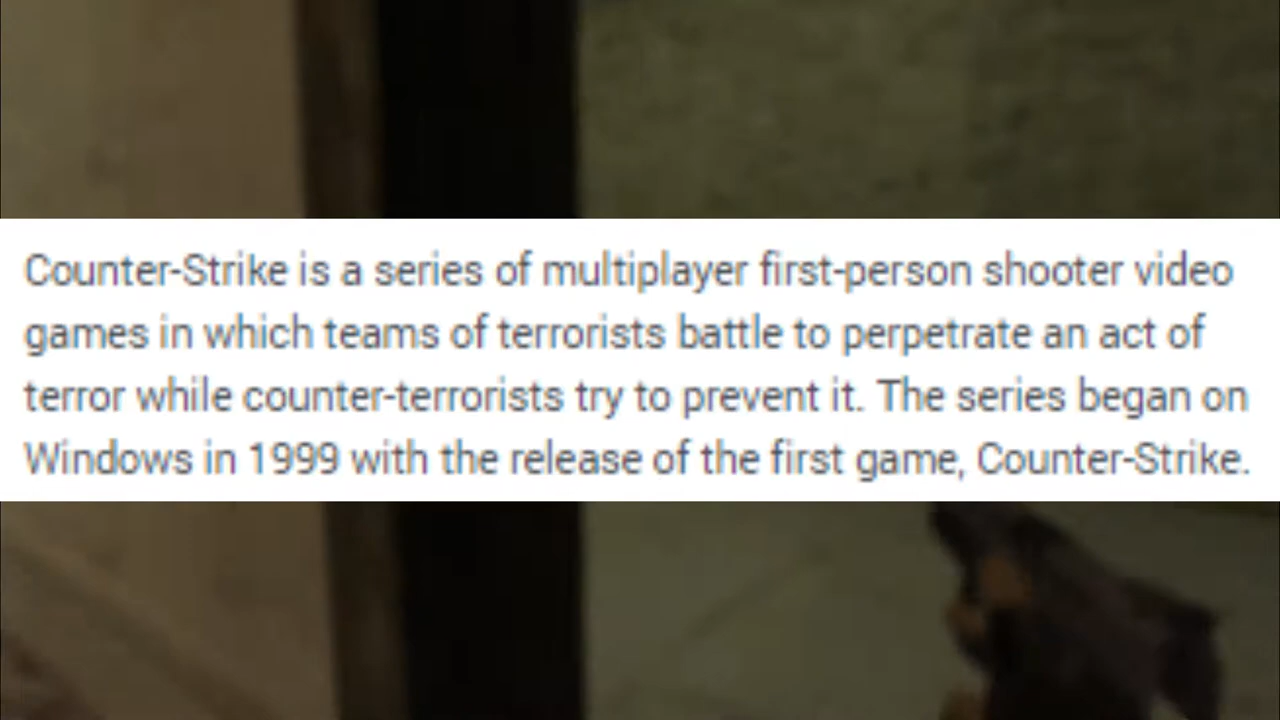 Counter-Strike is a series of multiplayer first-person shooter video
games in which teams of terrorists battle to perpetrate an act of
terror while counter-terrorists try to prevent it. The series began on
Windows in 1999 with the release of the first game, Counter-Strike.